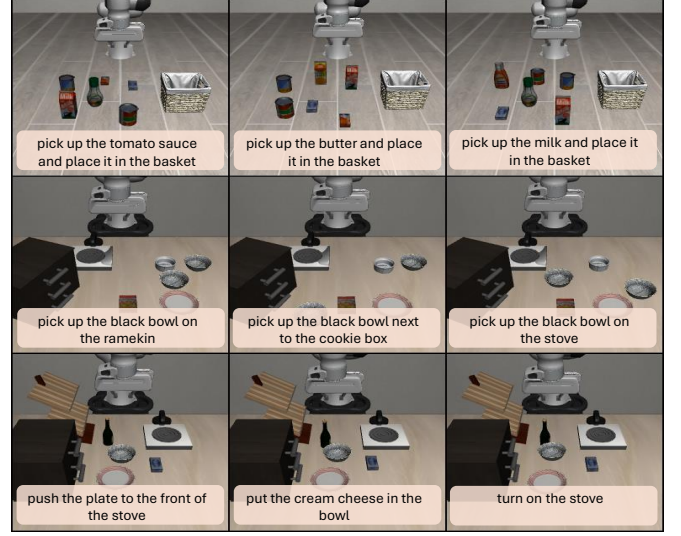 pick up the tomato sauce
and place it in the basket
pick up the butter and place
it in the basket
pick up the milk and place it
in the basket
pick up the black bowl on
the ramekin
pick up the black bowl next
to the cookie box
pick up the black bowl on
the stove
push the plate to the front of
the stove
put the cream cheese in the
bowl
turn on the stove